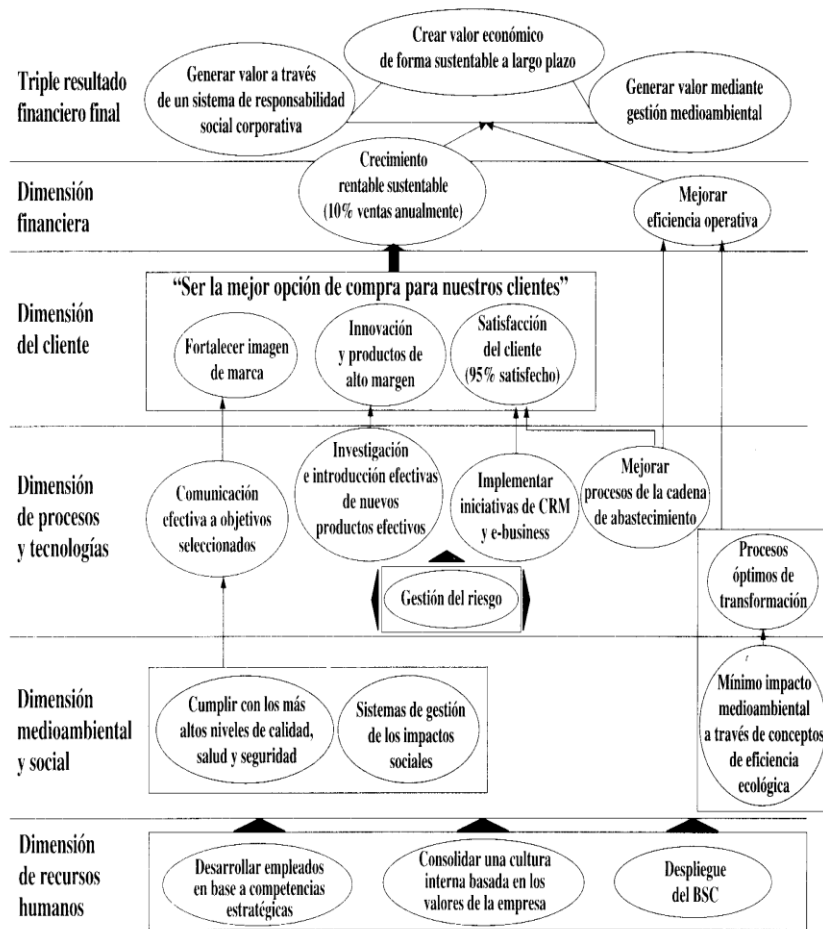 Triple resultado
financiero final
Generar valor a través
de un sistema de responsabilidad
social corporativa
Crear valor económico
de forma sustentable a largo plazo
Generar valor mediante
gestión medioambiental
Dimensión
financiera
Crecimiento
rentable sustentable
(10% ventas anualmente)
Mejorar
eficiencia operativa
Dimensión
del cliente
“Ser la mejor opción de compra para nuestros clientes”
Fortalecer imagen
de marca
Innovación
y productos de
alto margen
Satisfacción
del cliente
(95% satisfecho)
Dimensión
de procesos
y tecnologías
Comunicación
efectiva a objetivos
seleccionados
Investigación
e introducción efectivas
de nuevos
productos efectivos
Implementar
iniciativas de CRM
y e-business
Mejorar
procesos de la cadena
de abastecimiento
Procesos
óptimos de
transformación
Gestión del riesgo
Dimensión
medioambiental
y social
Cumplir con los más
altos niveles de calidad,
salud y seguridad
Sistemas de gestión
de los impactos
sociales
Mínimo impacto
medioambiental
a través de conceptos
de eficiencia
ecológica
Dimensión
de recursos
humanos
Desarrollar empleados
en base a competencias
estratégicas
Consolidar una cultura
interna basada en los
valores de la empresa
Despliegue
del BSC